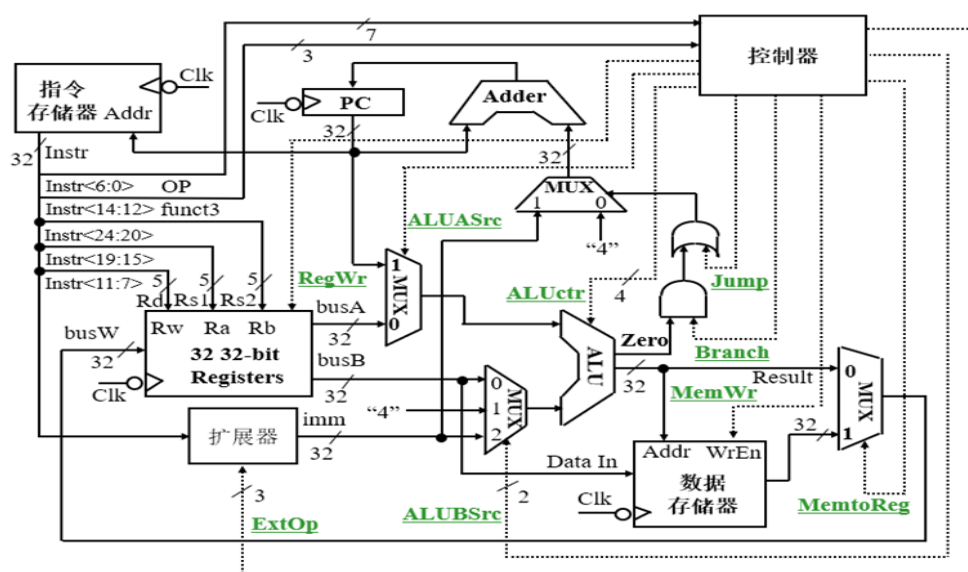 7
3
控制器
指令
存储器 Addr
Clk
PC
Clk
Adder
32
32
32
Instr
Instr<6:0> OP
Instr<14:12> funct3
Instr<24:20>
Instr<19:15>
Instr<11:7>
MUX
1 0
"4"
ALUASrc
5 5 5
Rd Rs1 Rs2
RegWr
1
MUX
0
ALUctr
4
Jump
busW
32
Rw Ra Rb
32 32-bit
Registers
Clk
busA
32
busB
32
Zero
ALU
32
Branch
Result
MemWr
0
MUX
1
0
1
2
MUX
"4"
扩展器
imm
32
Data In
Addr WrEn
数据
存储器
Clk
32
2
3
ExtOp
ALUBSrc
MemtoReg